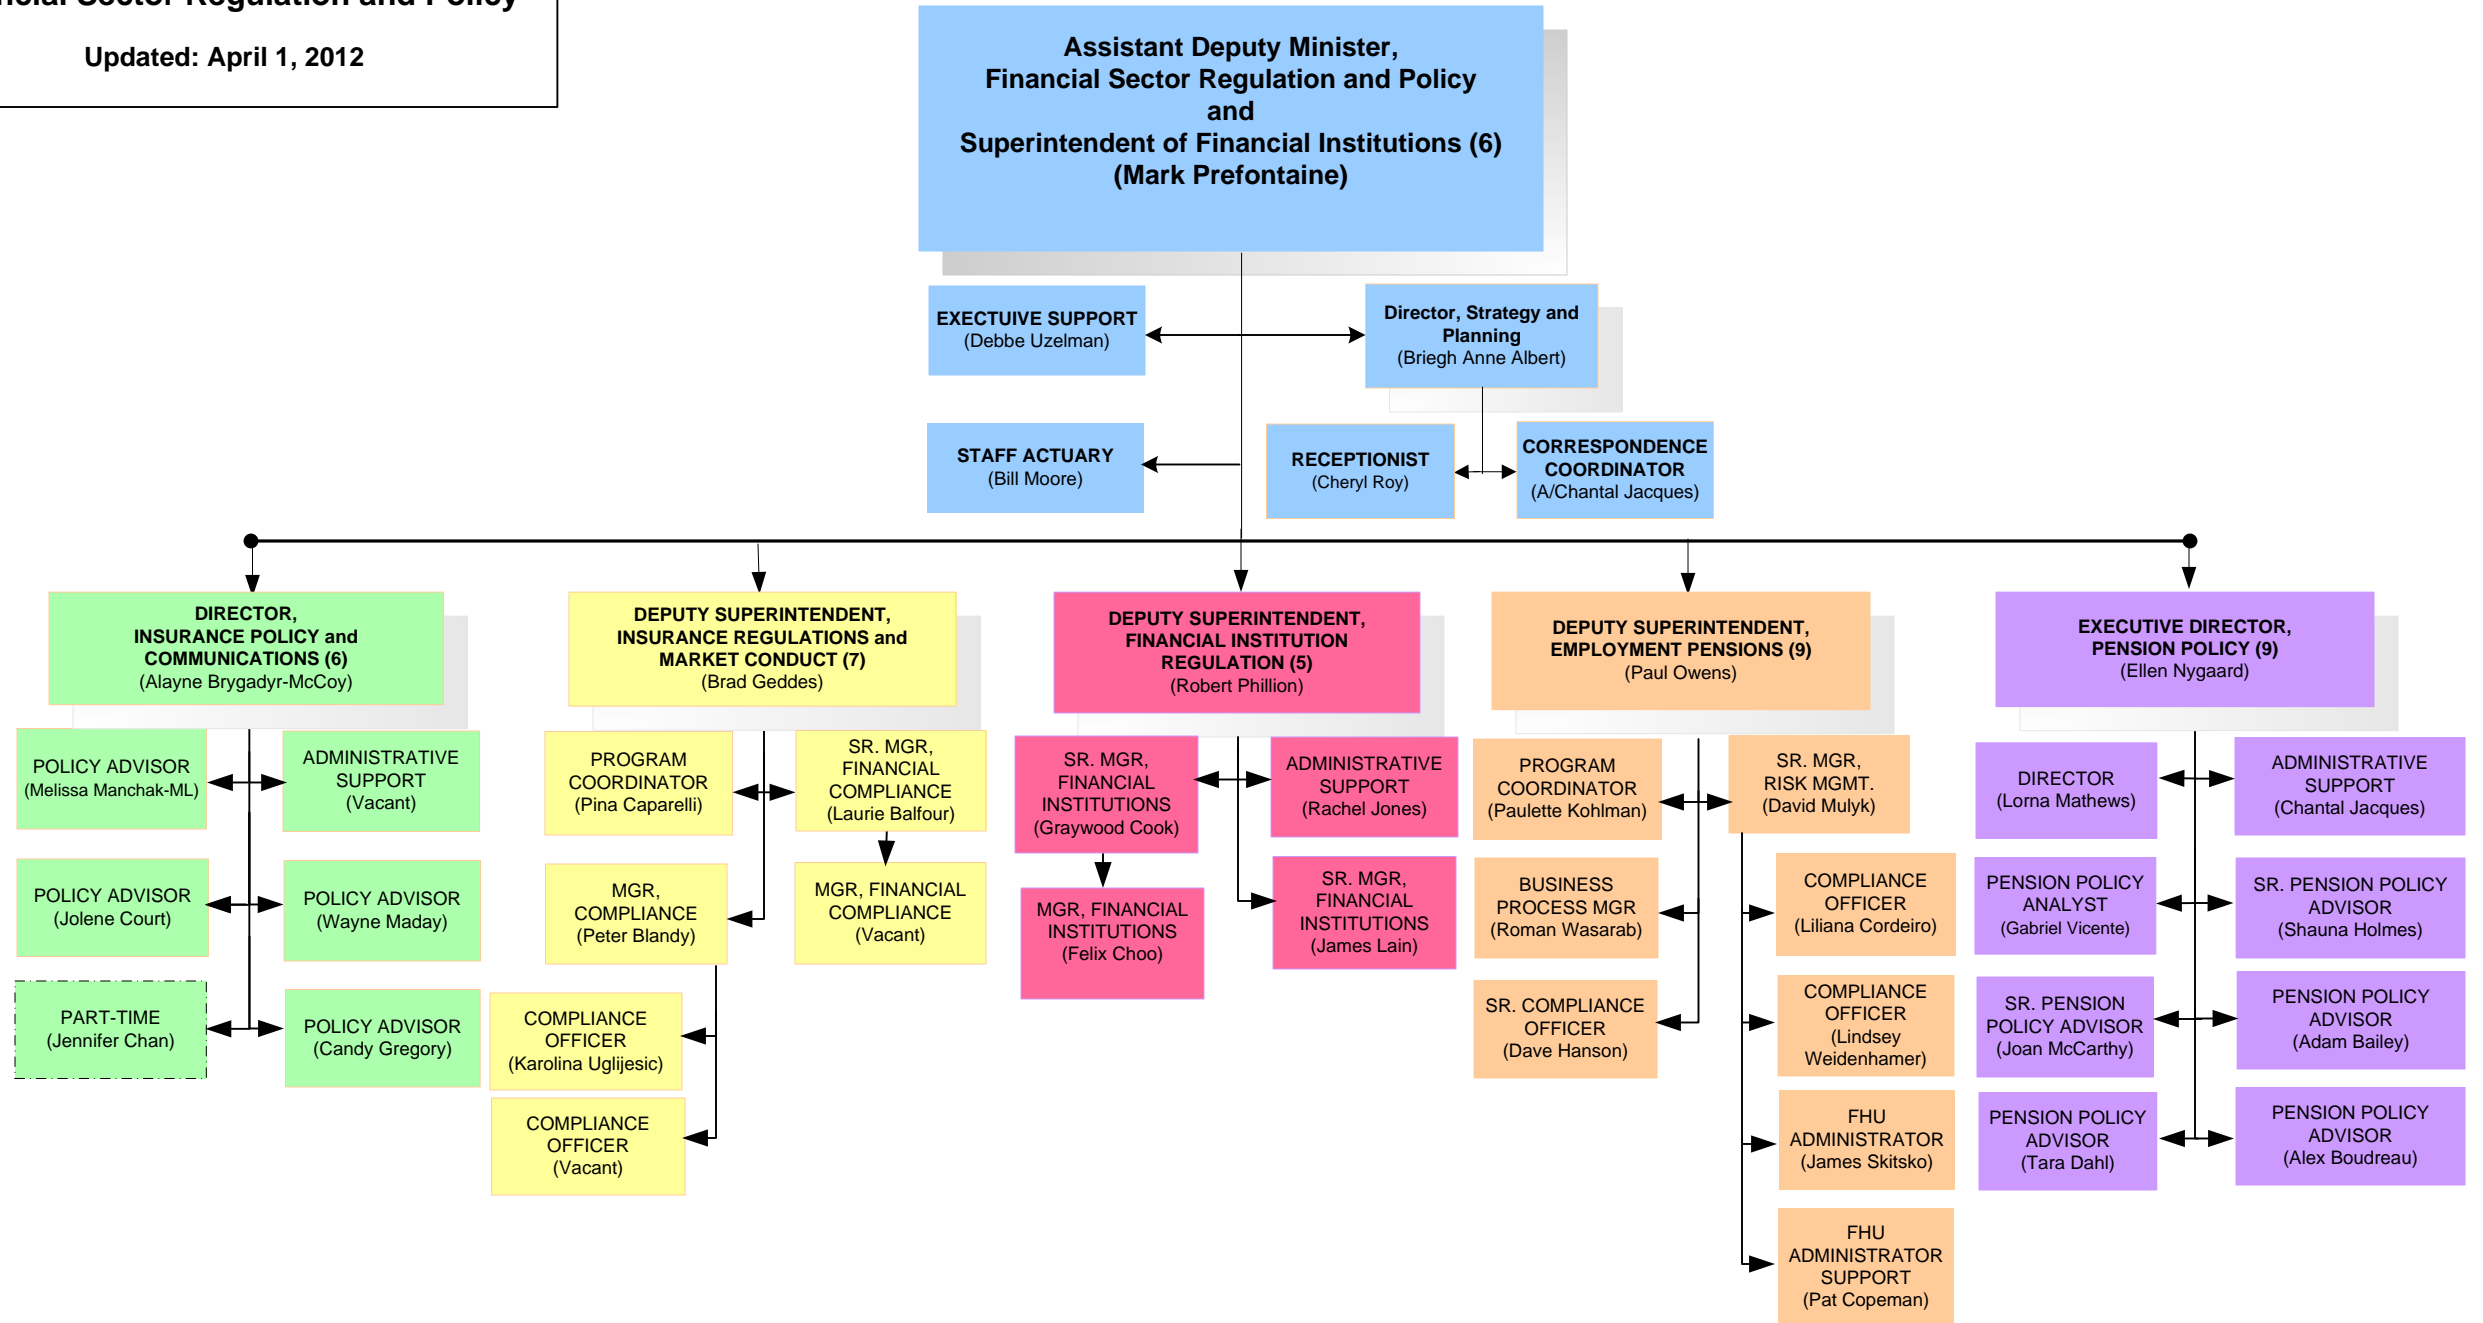 Sector Regulation and Policy
Updated: April 1, 2012
Assistant Deputy Minister,
Financial Sector Regulation and Policy
and
Superintendent of Financial Institutions (6)
(Mark Prefontaine)
EXECTUIVE SUPPORT
(Debbe Uzelman)
Director, Strategy and
Planning
(Briegh Anne Albert)
STAFF ACTUARY
(Bill Moore)
RECEPTIONIST
(Cheryl Roy)
CORRESPONDENCE
COORDINATOR
(A/Chantal Jacques)
DIRECTOR,
INSURANCE POLICY and
COMMUNICATIONS (6)
(Alayne Brygadyr-McCoy)
POLICY ADVISOR
(Melissa Manchak-ML)
ADMINISTRATIVE
SUPPORT
(Vacant)
POLICY ADVISOR
(Jolene Court)
POLICY ADVISOR
(Wayne Maday)
PART-TIME
(Jennifer Chan)
POLICY ADVISOR
(Candy Gregory)
DEPUTY SUPERINTENDENT,
INSURANCE REGULATIONS and
MARKET CONDUCT (7)
(Brad Geddes)
PROGRAM
COORDINATOR
(Pina Caparelli)
SR. MGR,
FINANCIAL
COMPLIANCE
(Laurie Balfour)
MGR,
COMPLIANCE
(Peter Blandy)
MGR, FINANCIAL
COMPLIANCE
(Vacant)
COMPLIANCE
OFFICER
(Karolina Uglijesic)
COMPLIANCE
OFFICER
(Vacant)
DEPUTY SUPERINTENDENT,
FINANCIAL INSTITUTION
REGULATION (5)
(Robert Phillion)
SR. MGR,
FINANCIAL
INSTITUTIONS
(Graywood Cook)
ADMINISTRATIVE
SUPPORT
(Rachel Jones)
MGR, FINANCIAL
INSTITUTIONS
(Felix Choo)
SR. MGR,
FINANCIAL
INSTITUTIONS
(James Lain)
DEPUTY SUPERINTENDENT,
EMPLOYMENT PENSIONS (9)
(Paul Owens)
PROGRAM
COORDINATOR
(Paulette Kohlman)
SR. MGR,
RISK MGMT.
(David Mulyk)
BUSINESS
PROCESS MGR
(Roman Wasarab)
COMPLIANCE
OFFICER
(Liliana Cordeiro)
SR. COMPLIANCE
OFFICER
(Dave Hanson)
COMPLIANCE
OFFICER
(Lindsey
Weidenhamer)
FHU
ADMINISTRATOR
(James Skitsko)
FHU
ADMINISTRATOR
SUPPORT
(Pat Copeman)
EXECUTIVE DIRECTOR,
PENSION POLICY (9)
(Ellen Nygaard)
DIRECTOR
(Lorna Mathews)
ADMINISTRATIVE
SUPPORT
(Chantal Jacques)
PENSION POLICY
ANALYST
(Gabriel Vicente)
SR. PENSION POLICY
ADVISOR
(Shauna Holmes)
SR. PENSION
POLICY ADVISOR
(Joan McCarthy)
PENSION POLICY
ADVISOR
(Adam Bailey)
PENSION POLICY
ADVISOR
(Tara Dahl)
PENSION POLICY
ADVISOR
(Alex Boudreau)